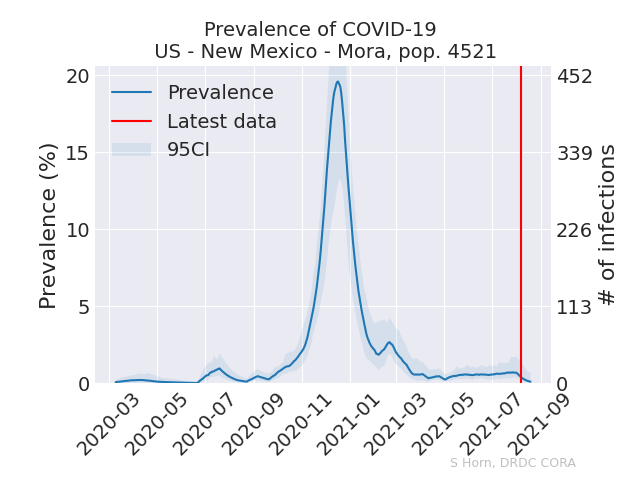 Prevalence of COVID-19
US - New Mexico - Mora, pop. 4521
Prevalence
Latest data
95CI
Prevalence (%)
20
15
10
5
0
452
339
226
113
0
# of infections
2020-03
2020-05
2020-07
2020-09
2020-11
2021-01
2021-03
2021-05
2021-07
2021-09
S Horn, DRDC CORA